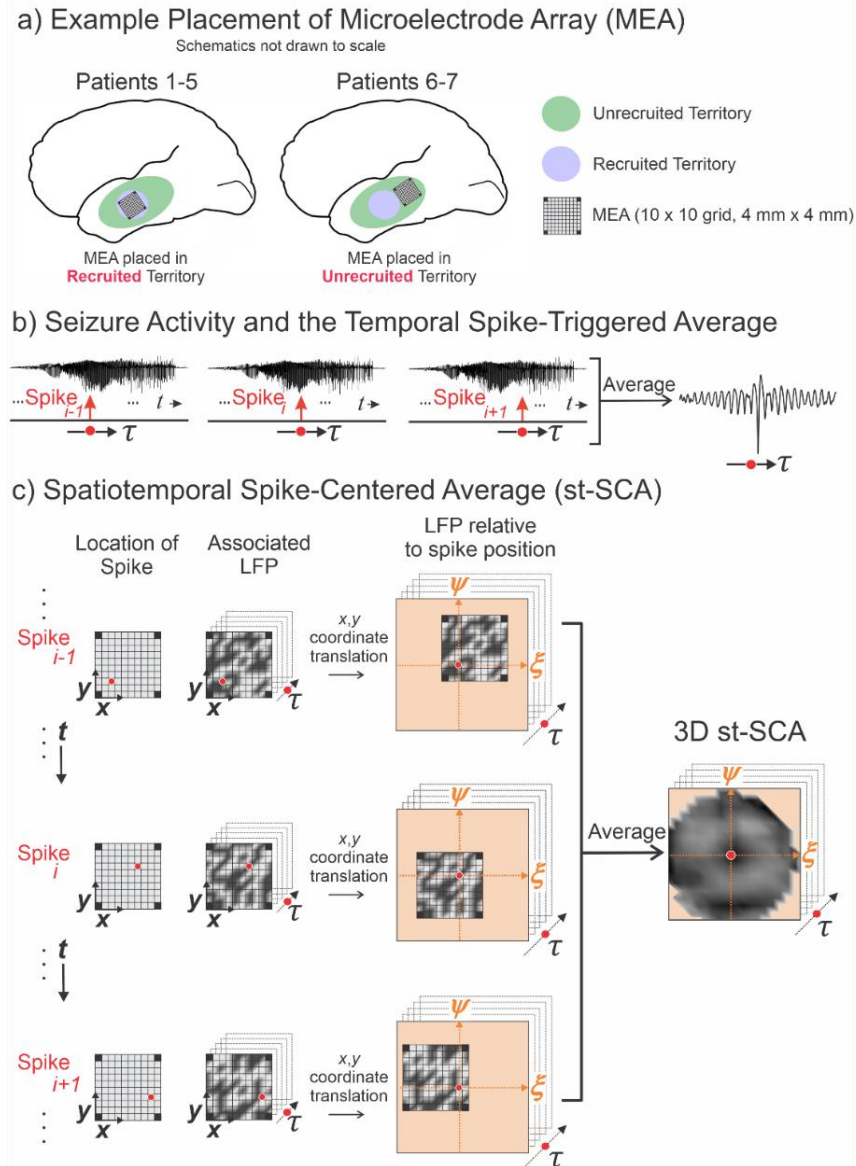 a) Example Placement of Microelectrode Array (MEA)
Schematics not drawn to scale
Patients 1-5
Patients 6-7
Unrecruited Territory
Recruited Territory
MEA (10 x 10 grid, 4 mm x 4 mm)
MEA placed in
Recruited Territory
MEA placed in
Unrecruited Territory
b) Seizure Activity and the Temporal Spike-Triggered Average
...Spike i-1 ... t
τ
...Spike i ... t
τ
...Spike i+1 ... t
τ
Average
τ
c) Spatiotemporal Spike-Centered Average (st-SCA)
Location of
Spike
Associated
LFP
LFP relative
to spike position
Spike i-1
y
x
y
x
τ
x,y
coordinate
translation
ψ
ξ
τ
t
3D st-SCA
Spike i
y
x
y
x
τ
x,y
coordinate
translation
ψ
ξ
τ
Average
ψ
ξ
τ
t
Spike i+1
y
x
y
x
τ
x,y
coordinate
translation
ψ
ξ
τ